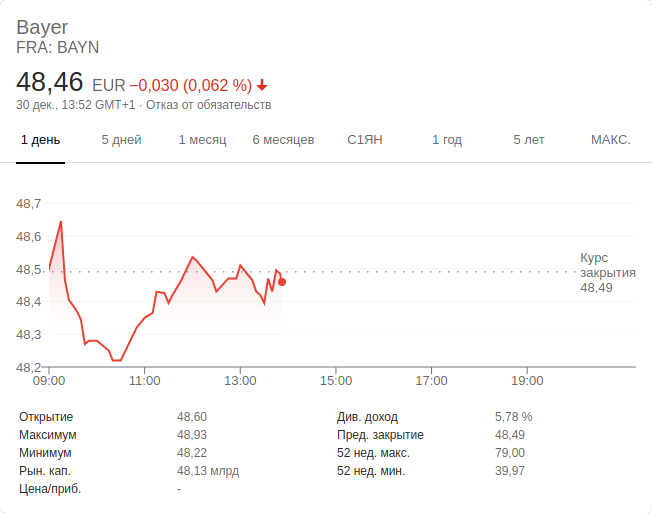 Bayer
FRA: BAYN
48,46 EUR −0,030 (0,062 %)
30 дек., 13:52 GMT+1 · Отказ от обязательств
1 день 5 дней 1 месяц 6 месяцев С1ЯН 1 год 5 лет МАКС.
48,7
48,6
48,5
48,4
48,3
48,2
Курс
закрытия
48,49
09:00 11:00 13:00 15:00 17:00 19:00
Открытие 48,60 Див. доход 5,78 %
Максимум 48,93 Пред. закрытие 48,49
Минимум 48,22 52 нед. макс. 79,00
Рын. кап. 48,13 млрд 52 нед. мин. 39,97
Цена/приб. -